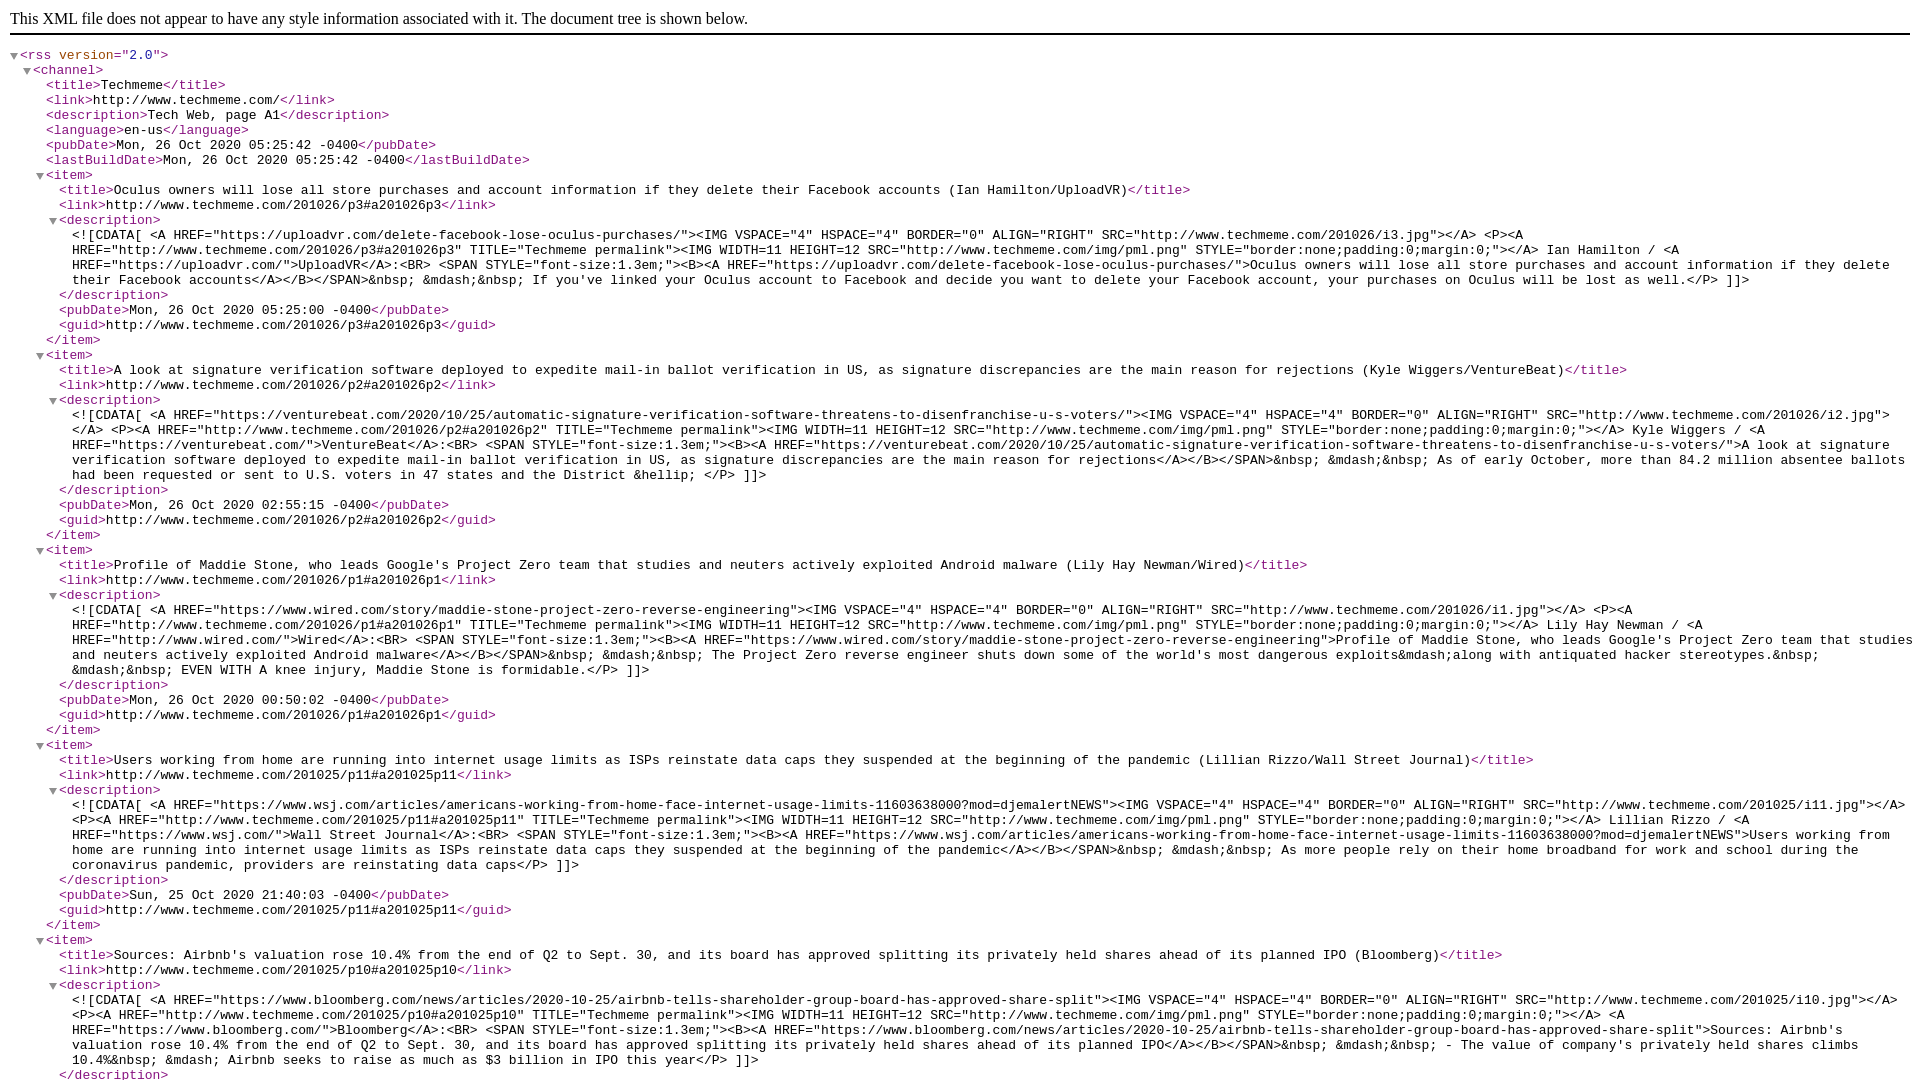 This XML file does not appear to have any style information associated with it. The document tree is shown below.
<rss version="2.0">
<channel>
<title>Techmeme</title>
<link>http://www.techmeme.com/</link>
<description>Tech Web, page A1</description>
<language>en-us</language>
<pubDate>Mon, 26 Oct 2020 05:25:42 -0400</pubDate>
<lastBuildDate>Mon, 26 Oct 2020 05:25:42 -0400</lastBuildDate>
<item>
<title>Oculus owners will lose all store purchases and account information if they delete their Facebook accounts (Ian Hamilton/UploadVR)</title>
<link>http://www.techmeme.com/201026/p3#a201026p3</link>
<description>
<![CDATA[ <A HREF="https://uploadvr.com/delete-facebook-lose-oculus-purchases/"><IMG VSPACE="4" HSPACE="4" BORDER="0" ALIGN="RIGHT" SRC="http://www.techmeme.com/201026/i3.jpg"></A> <P><A
HREF="http://www.techmeme.com/201026/p3#a201026p3" TITLE="Techmeme permalink"><IMG WIDTH=11 HEIGHT=12 SRC="http://www.techmeme.com/img/pml.png" STYLE="border:none;padding:0;margin:0;"></A> Ian Hamilton / <A
HREF="https://uploadvr.com/">UploadVR</A>:<BR> <SPAN STYLE="font-size:1.3em;"><B><A HREF="https://uploadvr.com/delete-facebook-lose-oculus-purchases/">Oculus owners will lose all store purchases and account information if they delete
their Facebook accounts</A></B></SPAN>&nbsp; &mdash;&nbsp; If you've linked your Oculus account to Facebook and decide you want to delete your Facebook account, your purchases on Oculus will be lost as well.</P> ]]>
</description>
<pubDate>Mon, 26 Oct 2020 05:25:00 -0400</pubDate>
<guid>http://www.techmeme.com/201026/p3#a201026p3</guid>
</item>
<item>
<title>A look at signature verification software deployed to expedite mail-in ballot verification in US, as signature discrepancies are the main reason for rejections (Kyle Wiggers/VentureBeat)</title>
<link>http://www.techmeme.com/201026/p2#a201026p2</link>
<description>
<![CDATA[ <A HREF="https://venturebeat.com/2020/10/25/automatic-signature-verification-software-threatens-to-disenfranchise-u-s-voters/"><IMG VSPACE="4" HSPACE="4" BORDER="0" ALIGN="RIGHT" SRC="http://www.techmeme.com/201026/i2.jpg">
</A> <P><A HREF="http://www.techmeme.com/201026/p2#a201026p2" TITLE="Techmeme permalink"><IMG WIDTH=11 HEIGHT=12 SRC="http://www.techmeme.com/img/pml.png" STYLE="border:none;padding:0;margin:0;"></A> Kyle Wiggers / <A
HREF="https://venturebeat.com/">VentureBeat</A>:<BR> <SPAN STYLE="font-size:1.3em;"><B><A HREF="https://venturebeat.com/2020/10/25/automatic-signature-verification-software-threatens-to-disenfranchise-u-s-voters/">A look at signature
verification software deployed to expedite mail-in ballot verification in US, as signature discrepancies are the main reason for rejections</A></B></SPAN>&nbsp; &mdash;&nbsp; As of early October, more than 84.2 million absentee ballots
had been requested or sent to U.S. voters in 47 states and the District &hellip; </P> ]]>
</description>
<pubDate>Mon, 26 Oct 2020 02:55:15 -0400</pubDate>
<guid>http://www.techmeme.com/201026/p2#a201026p2</guid>
</item>
<item>
<title>Profile of Maddie Stone, who leads Google's Project Zero team that studies and neuters actively exploited Android malware (Lily Hay Newman/Wired)</title>
<link>http://www.techmeme.com/201026/p1#a201026p1</link>
<description>
<![CDATA[ <A HREF="https://www.wired.com/story/maddie-stone-project-zero-reverse-engineering"><IMG VSPACE="4" HSPACE="4" BORDER="0" ALIGN="RIGHT" SRC="http://www.techmeme.com/201026/i1.jpg"></A> <P><A
HREF="http://www.techmeme.com/201026/p1#a201026p1" TITLE="Techmeme permalink"><IMG WIDTH=11 HEIGHT=12 SRC="http://www.techmeme.com/img/pml.png" STYLE="border:none;padding:0;margin:0;"></A> Lily Hay Newman / <A
HREF="http://www.wired.com/">Wired</A>:<BR> <SPAN STYLE="font-size:1.3em;"><B><A HREF="https://www.wired.com/story/maddie-stone-project-zero-reverse-engineering">Profile of Maddie Stone, who leads Google's Project Zero team that studies
and neuters actively exploited Android malware</A></B></SPAN>&nbsp; &mdash;&nbsp; The Project Zero reverse engineer shuts down some of the world's most dangerous exploits&mdash;along with antiquated hacker stereotypes.&nbsp;
&mdash;&nbsp; EVEN WITH A knee injury, Maddie Stone is formidable.</P> ]]>
</description>
<pubDate>Mon, 26 Oct 2020 00:50:02 -0400</pubDate>
<guid>http://www.techmeme.com/201026/p1#a201026p1</guid>
</item>
<item>
<title>Users working from home are running into internet usage limits as ISPs reinstate data caps they suspended at the beginning of the pandemic (Lillian Rizzo/Wall Street Journal)</title>
<link>http://www.techmeme.com/201025/p11#a201025p11</link>
<description>
<![CDATA[ <A HREF="https://www.wsj.com/articles/americans-working-from-home-face-internet-usage-limits-11603638000?mod=djemalertNEWS"><IMG VSPACE="4" HSPACE="4" BORDER="0" ALIGN="RIGHT" SRC="http://www.techmeme.com/201025/i11.jpg"></A>
<P><A HREF="http://www.techmeme.com/201025/p11#a201025p11" TITLE="Techmeme permalink"><IMG WIDTH=11 HEIGHT=12 SRC="http://www.techmeme.com/img/pml.png" STYLE="border:none;padding:0;margin:0;"></A> Lillian Rizzo / <A
HREF="https://www.wsj.com/">Wall Street Journal</A>:<BR> <SPAN STYLE="font-size:1.3em;"><B><A HREF="https://www.wsj.com/articles/americans-working-from-home-face-internet-usage-limits-11603638000?mod=djemalertNEWS">Users working from
home are running into internet usage limits as ISPs reinstate data caps they suspended at the beginning of the pandemic</A></B></SPAN>&nbsp; &mdash;&nbsp; As more people rely on their home broadband for work and school during the
coronavirus pandemic, providers are reinstating data caps</P> ]]>
</description>
<pubDate>Sun, 25 Oct 2020 21:40:03 -0400</pubDate>
<guid>http://www.techmeme.com/201025/p11#a201025p11</guid>
</item>
<item>
<title>Sources: Airbnb's valuation rose 10.4% from the end of Q2 to Sept. 30, and its board has approved splitting its privately held shares ahead of its planned IPO (Bloomberg)</title>
<link>http://www.techmeme.com/201025/p10#a201025p10</link>
<description>
<![CDATA[ <A HREF="https://www.bloomberg.com/news/articles/2020-10-25/airbnb-tells-shareholder-group-board-has-approved-share-split"><IMG VSPACE="4" HSPACE="4" BORDER="0" ALIGN="RIGHT" SRC="http://www.techmeme.com/201025/i10.jpg"></A>
<P><A HREF="http://www.techmeme.com/201025/p10#a201025p10" TITLE="Techmeme permalink"><IMG WIDTH=11 HEIGHT=12 SRC="http://www.techmeme.com/img/pml.png" STYLE="border:none;padding:0;margin:0;"></A> <A
HREF="https://www.bloomberg.com/">Bloomberg</A>:<BR> <SPAN STYLE="font-size:1.3em;"><B><A HREF="https://www.bloomberg.com/news/articles/2020-10-25/airbnb-tells-shareholder-group-board-has-approved-share-split">Sources: Airbnb's
valuation rose 10.4% from the end of Q2 to Sept. 30, and its board has approved splitting its privately held shares ahead of its planned IPO</A></B></SPAN>&nbsp; &mdash;&nbsp; - The value of company's privately held shares climbs
10.4%&nbsp; &mdash; Airbnb seeks to raise as much as $3 billion in IPO this year</P> ]]>
</description>